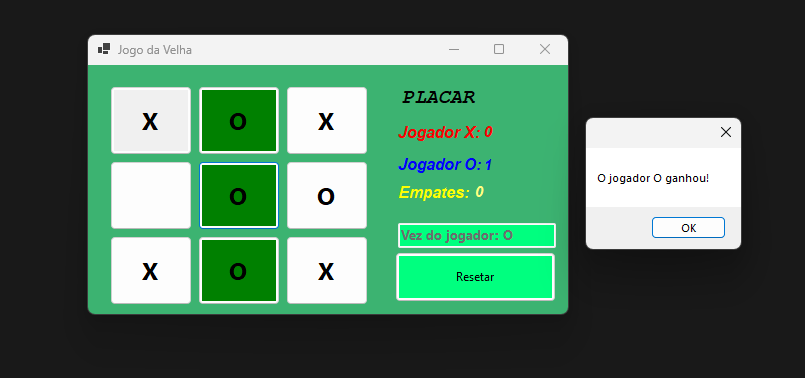 Jogo da Velha
X O X
O O
X O X
PLACAR
Jogador X: 0
Jogador O: 1
Empates: 0
Vez do jogador: O
Resetar
O jogador O ganhou!
OK